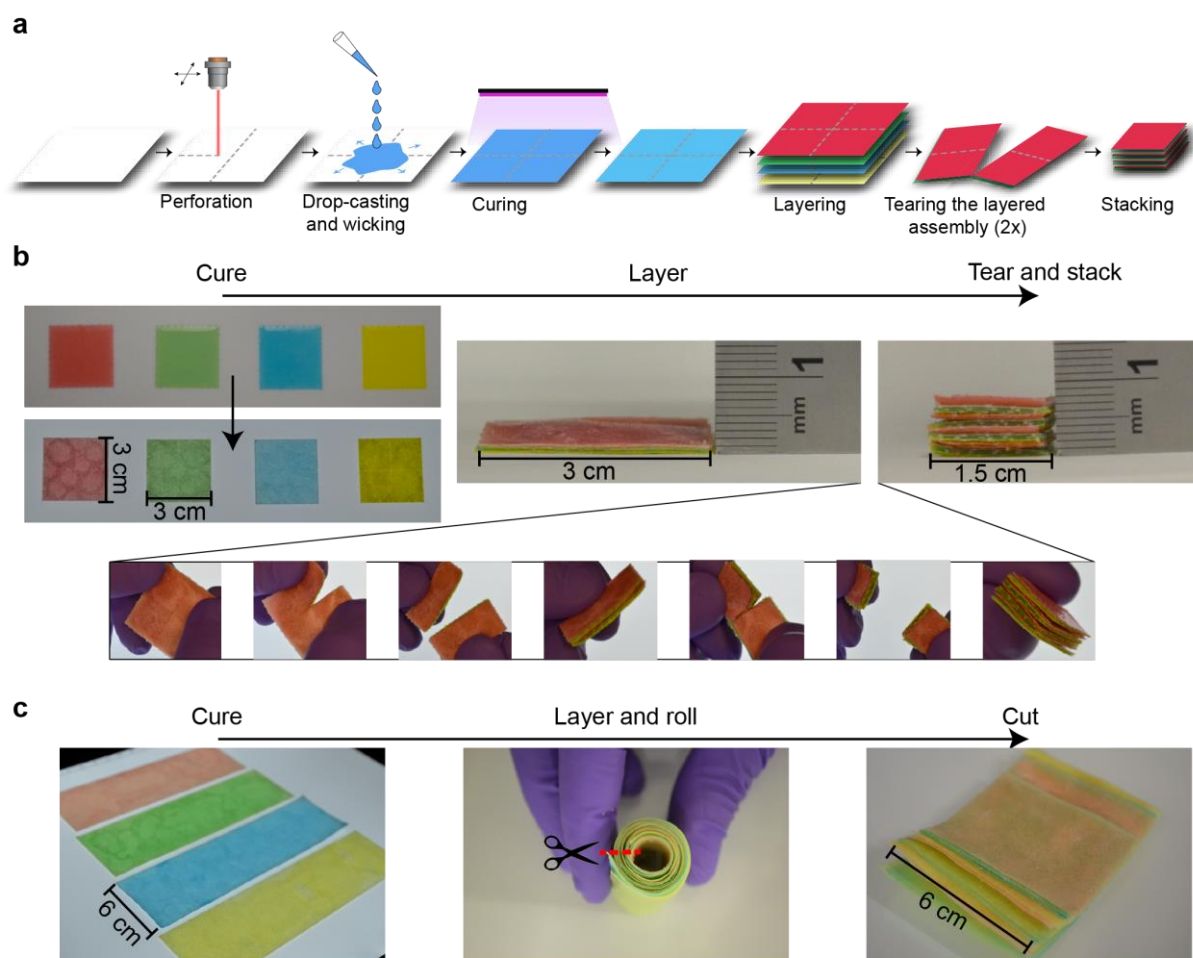 a
Perforation
Drop-casting
and wicking
Curing
Layering
Tearing the layered
assembly (2x)
Stacking
b
Cure
Layer
Tear and stack
3 cm
3 cm
3 cm
1
mm
1.5 cm
1
mm
c
Cure
Layer and roll
Cut
6 cm
6 cm